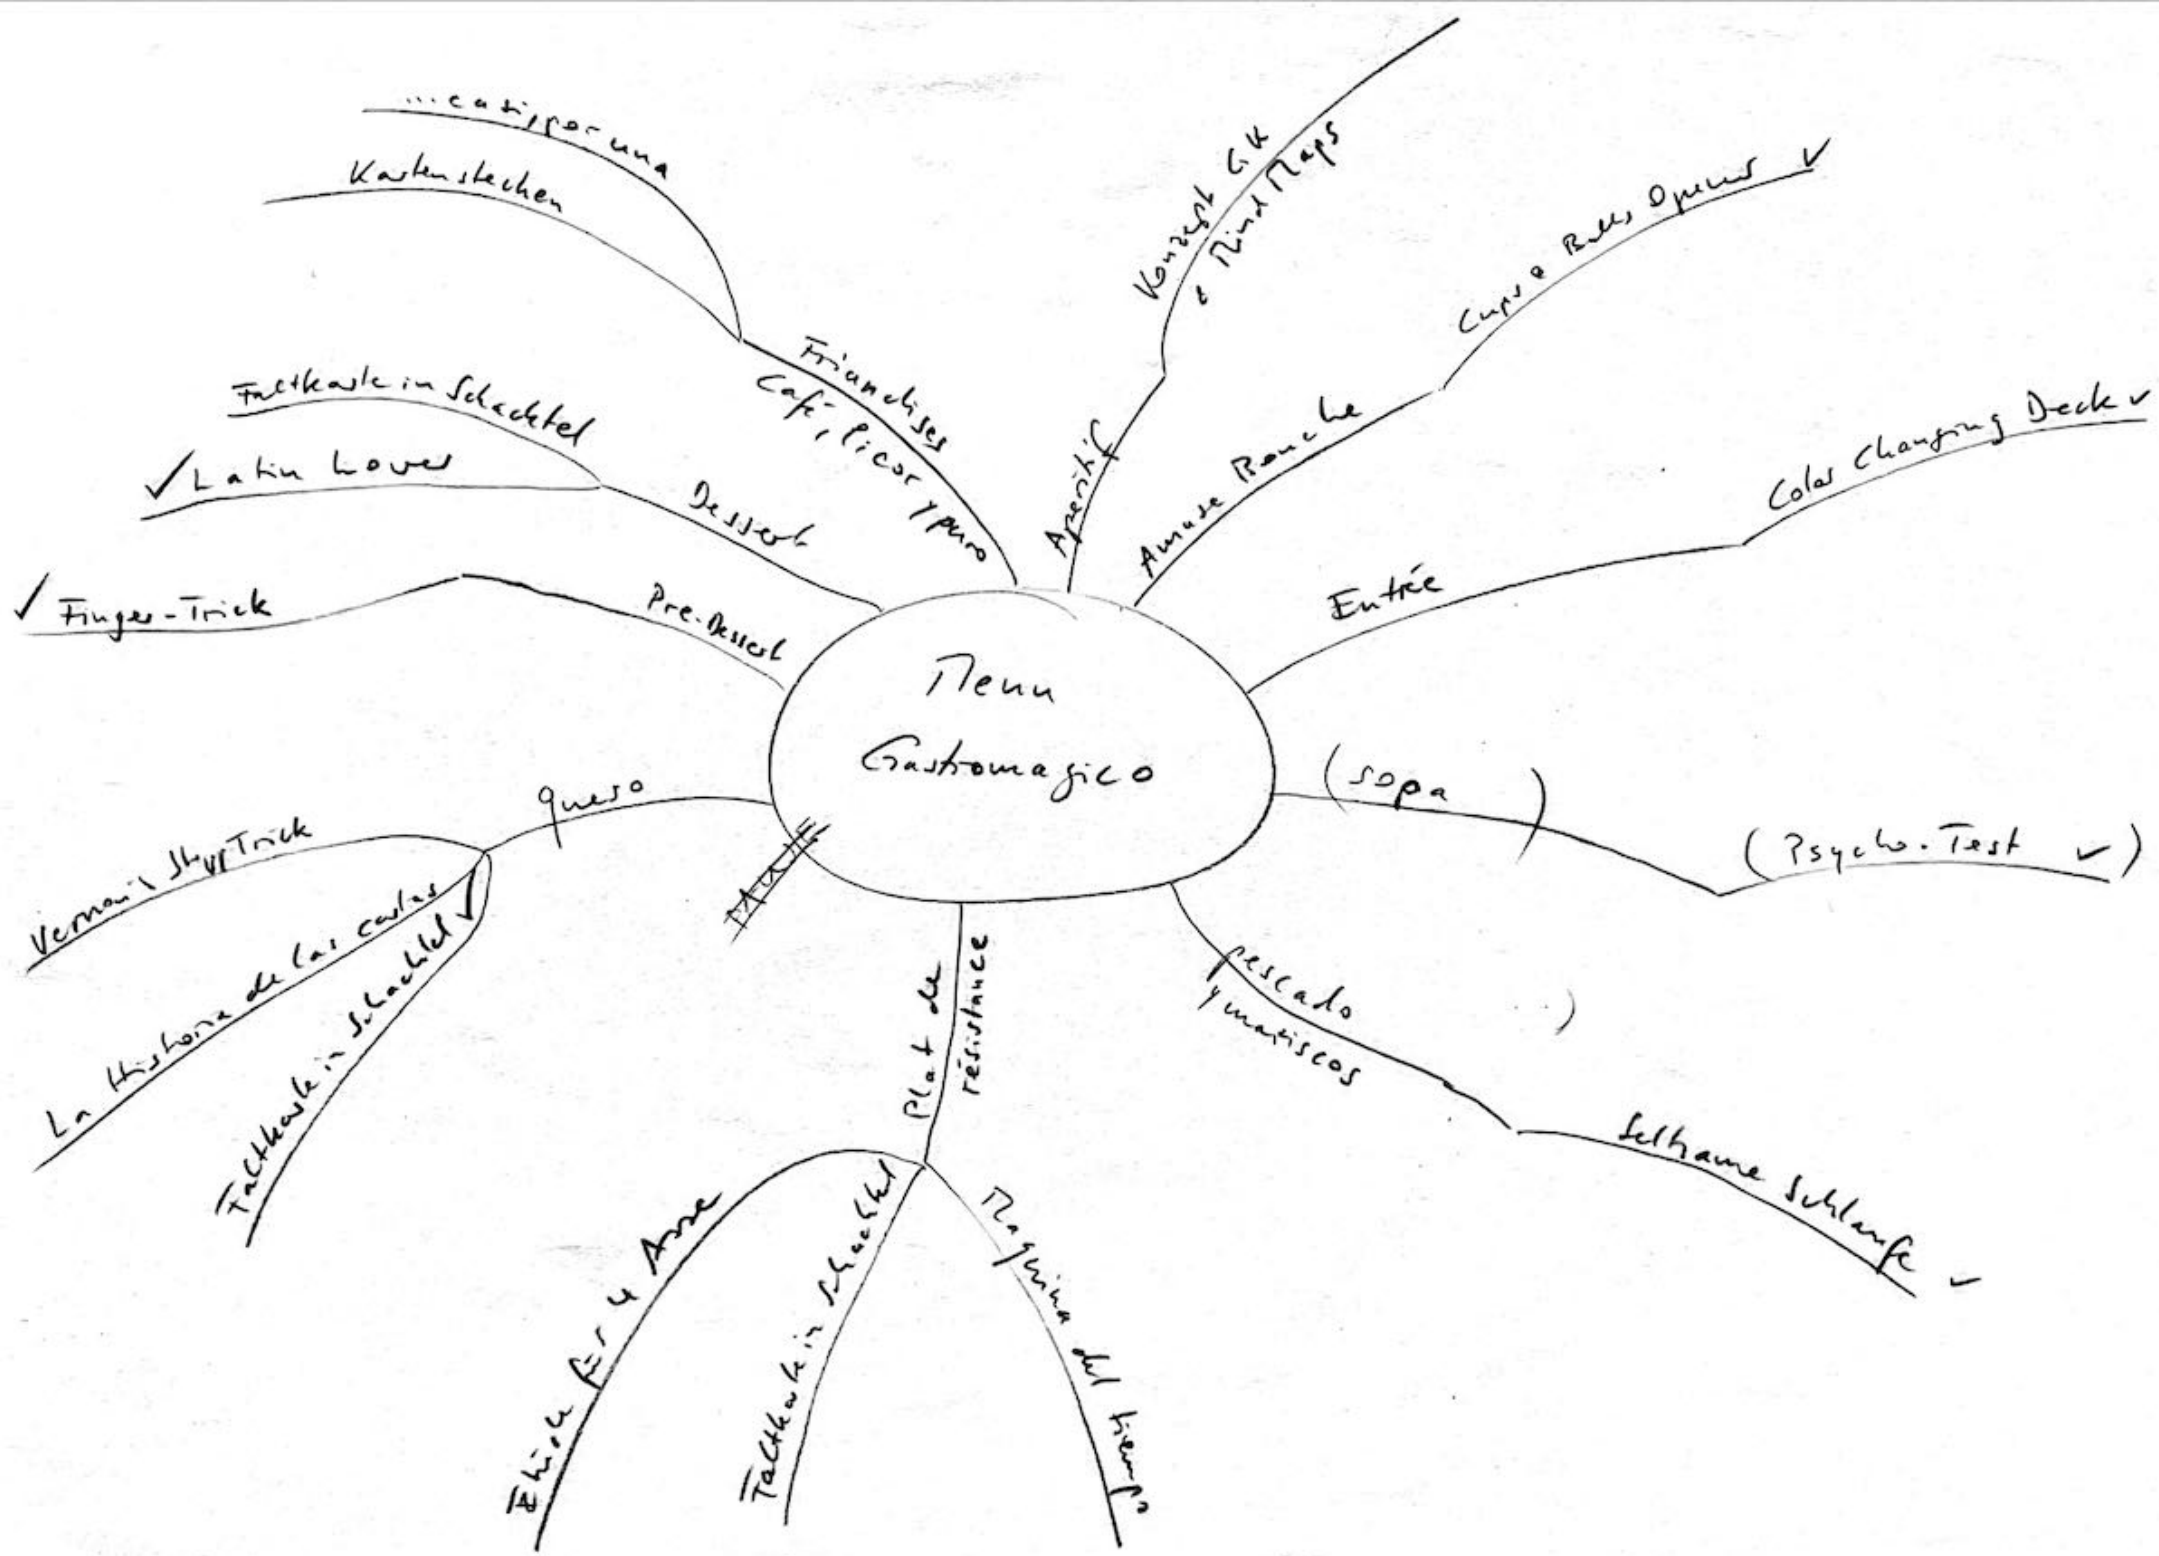 Menu
Gastromagico
Aperitif
Konzept GK
& Mind Maps
Amuse Bouche
Cups & Balls Opener ✓
Entrée
Color Changing Deck ✓
(sopa)
(Psycho-Test ✓)
pescado
y mariscos
Seltsame Schlaufe ✓
Plat de
résistance
Maquina del tiempo
Faltkarte in Schachtel
für 4 Asse
queso
Vernon's Trick
La Historia de las cartas
Faltkarte in Schachtel ✓
Pre-Dessert
✓ Finger-Trick
Dessert
Faltkarte in Schachtel
✓ Latin Lover
Friandises
Café, licor y puro
... casi, por una
Kartenstechen